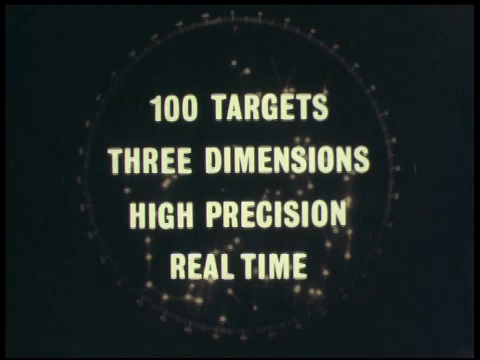 100 TARGETS
THREE DIMENSIONS
HIGH PRECISION
REAL TIME